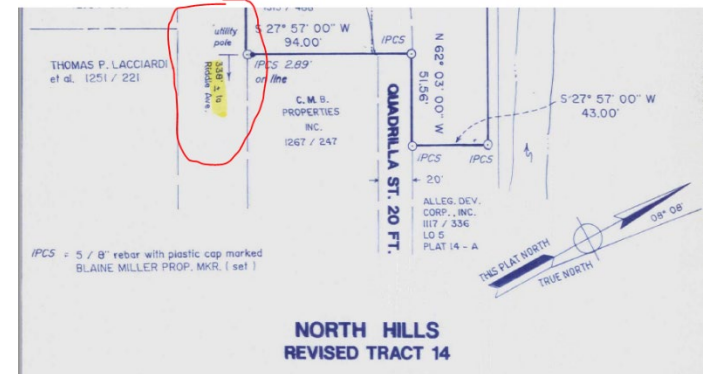 utility
pole
S 27° 57' 00" W
94.00'
IPCS
N 62° 03' 00" W
51.56'
THOMAS P. LACCIARDI
et al. 1251 / 221
338' ± to
Riddle Ave.
IPCS 2.89'
on line
C. M. B.
PROPERTIES
INC.
1267 / 247
QUADRILLA ST. 20 FT.
S 27° 57' 00" W
43.00'
IPCS
IPCS
20'
ALLEG. DEV.
CORP., INC.
1117 / 336
LO 5
PLAT 14 - A
IPCS = 5 / 8" rebar with plastic cap marked
BLAINE MILLER PROP. MKR. ( set )
THIS PLAT NORTH
TRUE NORTH
08° 08'
NORTH HILLS
REVISED TRACT 14